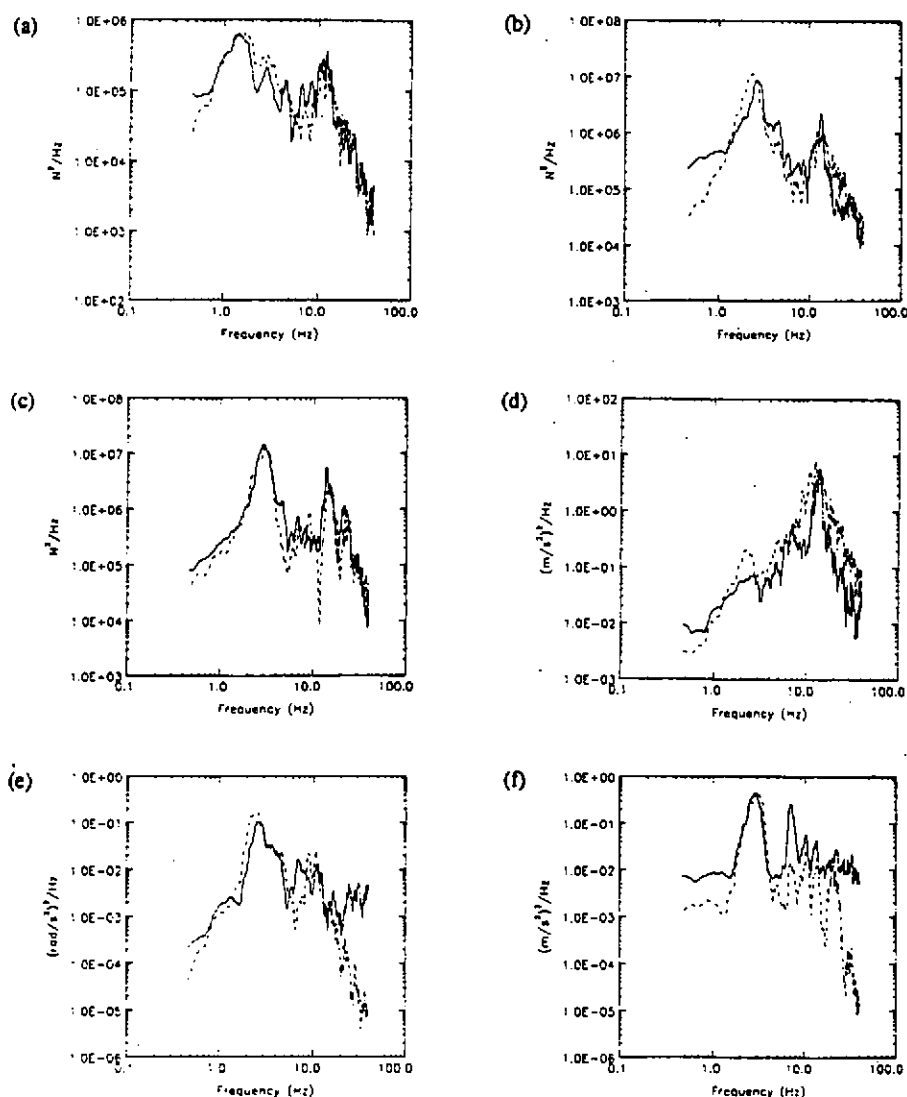 (a)
1.0E+06
1.0E+05
1.0E+04
1.0E+03
1.0E+02
N²/Hz
0.1 1.0 10.0 100.0
Frequency (Hz)
(b)
1.0E+08
1.0E+07
1.0E+06
1.0E+05
1.0E+04
1.0E+03
N²/Hz
0.1 1.0 10.0 100.0
Frequency (Hz)
(c)
1.0E+08
1.0E+07
1.0E+06
1.0E+05
1.0E+04
1.0E+03
N²/Hz
0.1 1.0 10.0 100.0
Frequency (Hz)
(d)
1.0E+02
1.0E+01
1.0E+00
1.0E-01
1.0E-02
1.0E-03
(m/s²)²/Hz
0.1 1.0 10.0 100.0
Frequency (Hz)
(e)
1.0E+00
1.0E-01
1.0E-02
1.0E-03
1.0E-04
1.0E-05
1.0E-06
(rad/s²)²/Hz
0.1 1.0 10.0 100.0
Frequency (Hz)
(f)
1.0E+00
1.0E-01
1.0E-02
1.0E-03
1.0E-04
1.0E-05
1.0E-06
(m/s²)²/Hz
0.1 1.0 10.0 100.0
Frequency (Hz)